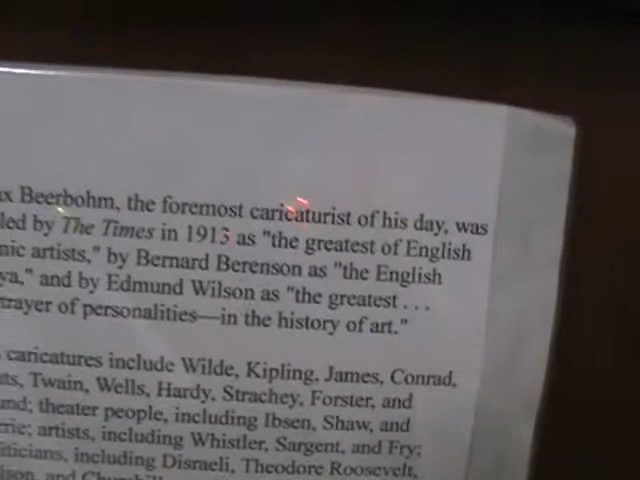 x Beerbohm, the foremost caricaturist of his day, was
led by The Times in 1913 as "the greatest of English
nic artists," by Bernard Berenson as "the English
ya," and by Edmund Wilson as "the greatest . . .
trayer of personalities—in the history of art."
caricatures include Wilde, Kipling, James, Conrad,
ts, Twain, Wells, Hardy, Strachey, Forster, and
und; theater people, including Ibsen, Shaw, and
rie; artists, including Whistler, Sargent, and Fry;
iticians, including Disraeli, Theodore Roosevelt,
lson, and